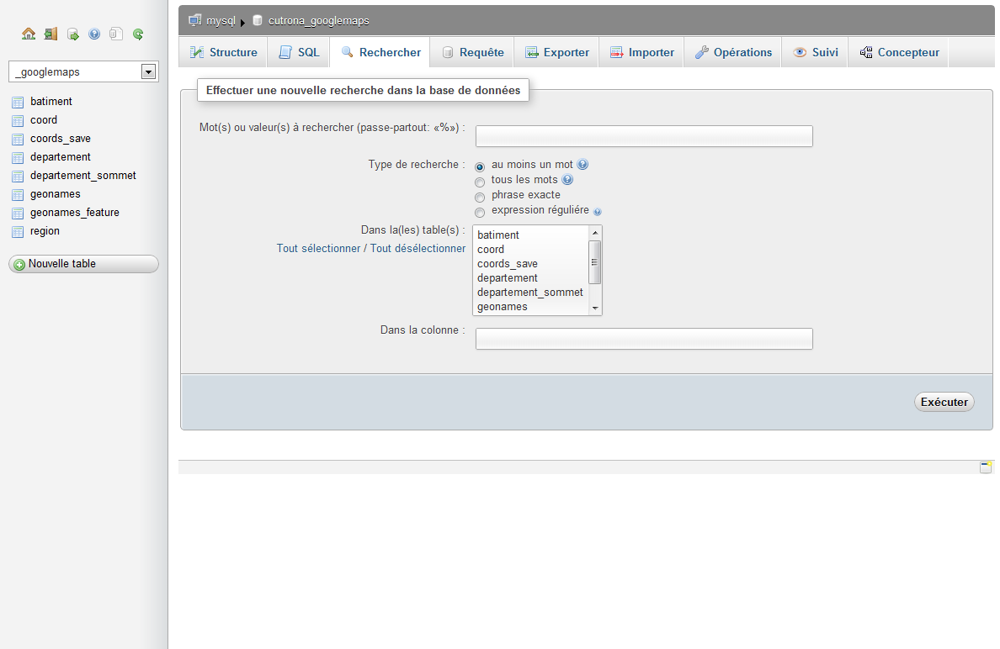 mysql cutrona_googlemaps
Structure SQL Rechercher Requête Exporter Importer Opérations Suivi Concepteur
_googlemaps
batiment
coord
coords_save
departement
departement_sommet
geonames
geonames_feature
region
Nouvelle table
Effectuer une nouvelle recherche dans la base de données
Mot(s) ou valeur(s) à rechercher (passe-partout: «%») :
Type de recherche : au moins un mot
tous les mots
phrase exacte
expression régulière
Dans la(les) table(s) :
Tout sélectionner / Tout désélectionner
batiment
coord
coords_save
departement
departement_sommet
geonames
Dans la colonne :
Exécuter